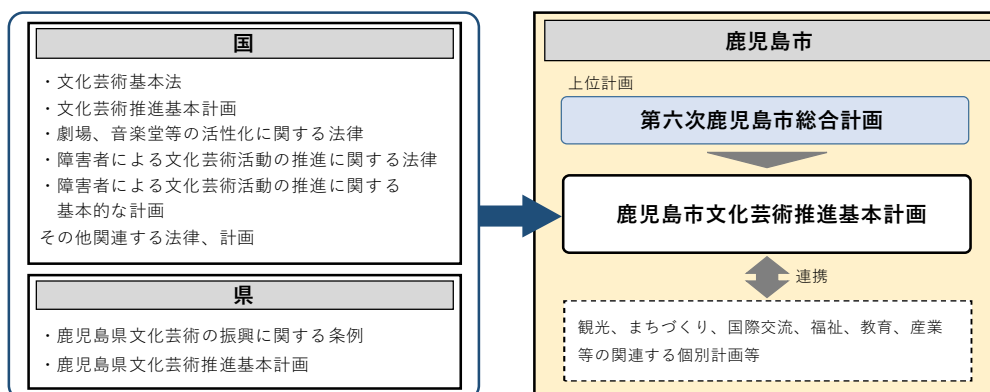 国
・文化芸術基本法
・文化芸術推進基本計画
・劇場、音楽堂等の活性化に関する法律
・障害者による文化芸術活動の推進に関する法律
・障害者による文化芸術活動の推進に関する
基本的な計画
その他関連する法律、計画
県
・鹿児島県文化芸術の振興に関する条例
・鹿児島県文化芸術推進基本計画
鹿児島市
上位計画
第六次鹿児島市総合計画
鹿児島市文化芸術推進基本計画
連携
観光、まちづくり、国際交流、福祉、教育、産業
等の関連する個別計画等